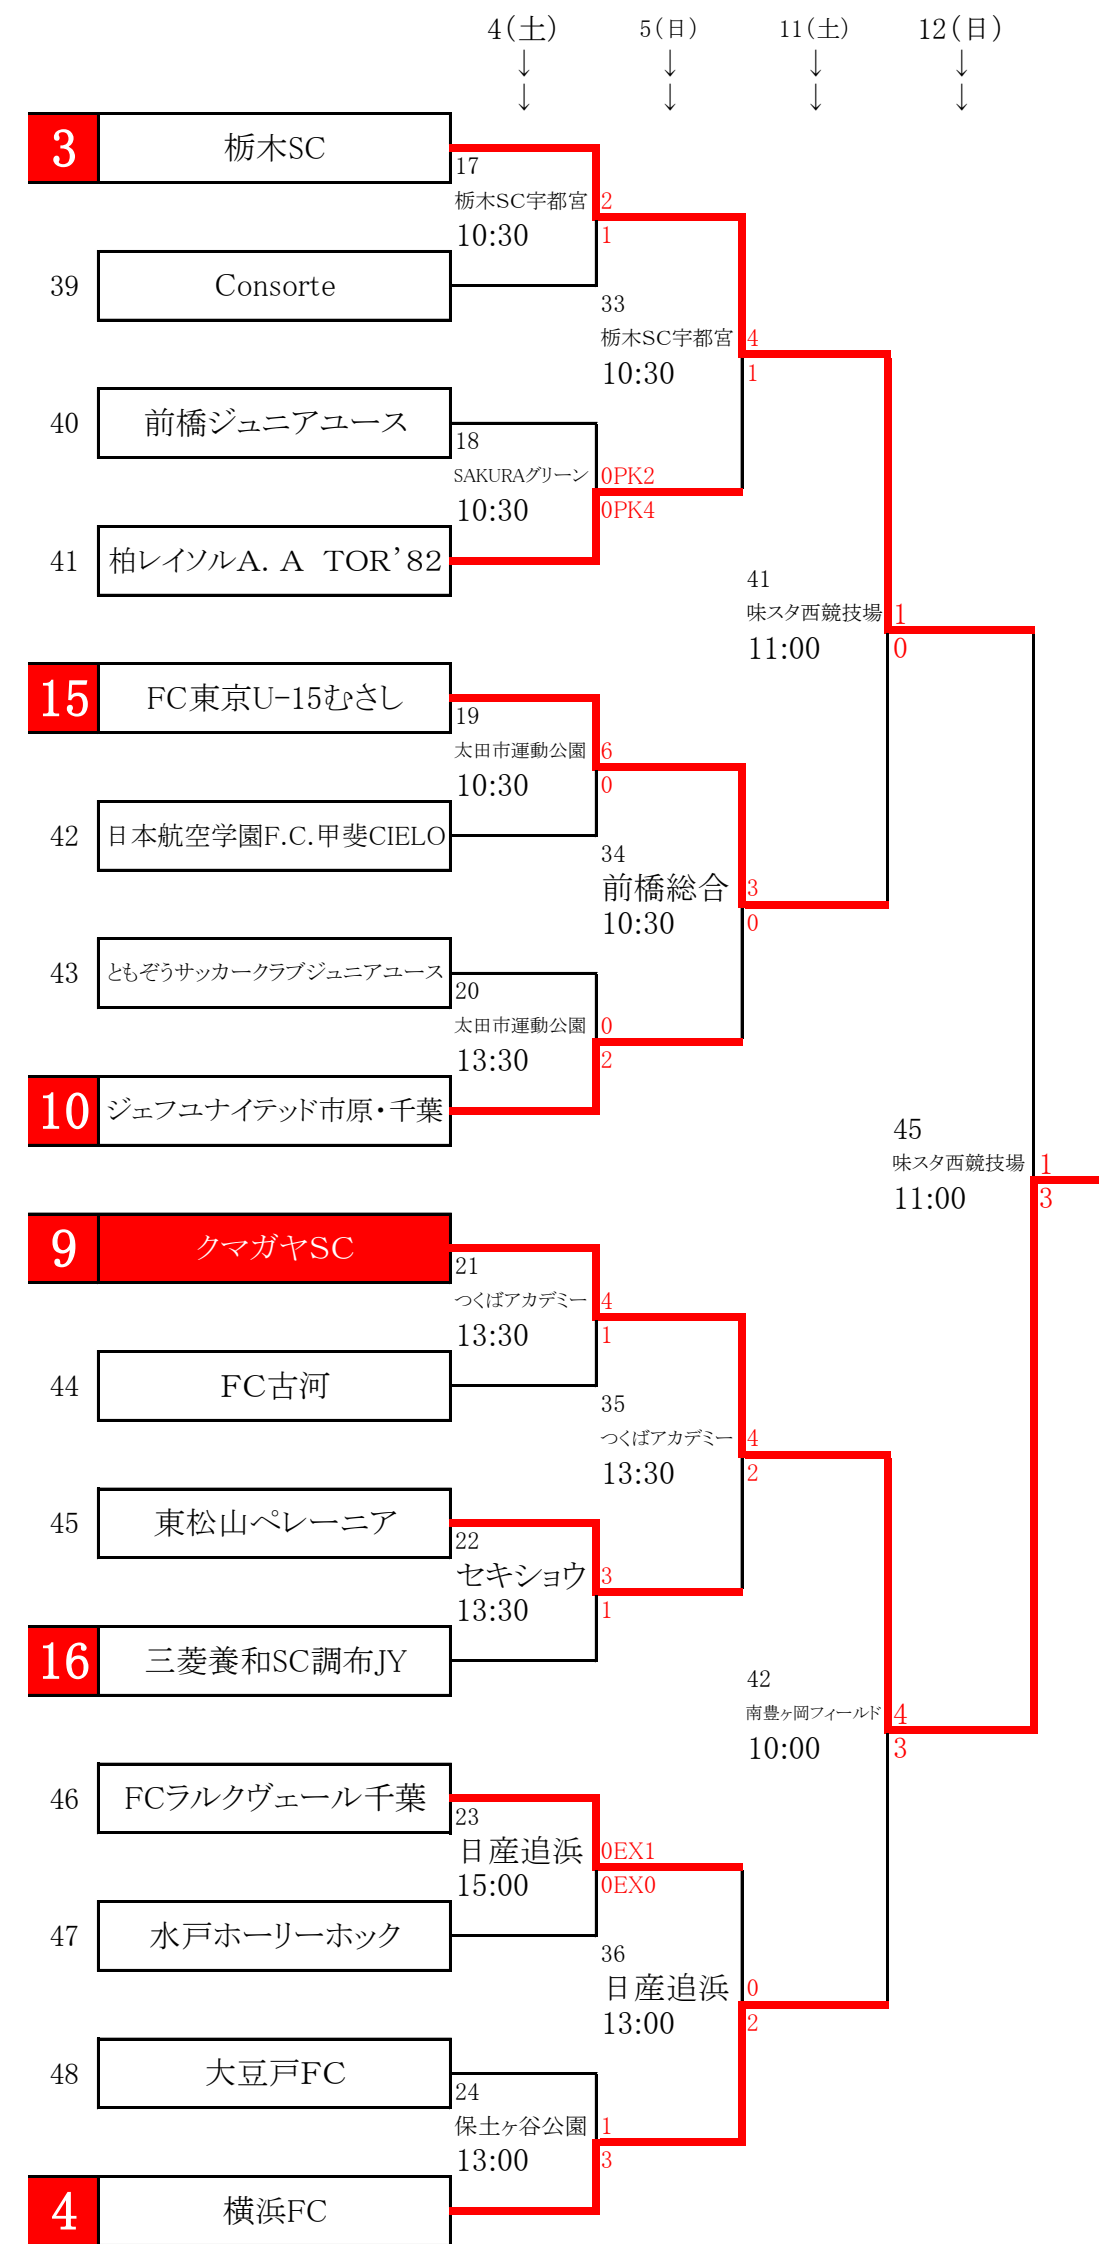 4(土) 5(日) 11(土) 12(日)
↓ ↓ ↓ ↓
↓ ↓ ↓ ↓
3 栃木SC
17
栃木SC宇都宮 2
10:30 1
39 Consorte
33
栃木SC宇都宮 4
10:30 1
40 前橋ジュニアユース
18
SAKURAグリーン 0PK2
10:30 0PK4
41 柏レイソルA.A TOR'82
41
味スタ西競技場 1
11:00 0
15 FC東京U-15むさし
19
太田市運動公園 6
10:30 0
42 日本航空学園F.C.甲斐CIELO
34
前橋総合 3
10:30 0
43 ともぞうサッカークラブジュニアユース
20
太田市運動公園 0
13:30 2
10 ジェフユナイテッド市原・千葉
45
味スタ西競技場 1
11:00 3
9 クマガヤSC
21
つくばアカデミー 4
13:30 1
44 FC古河
35
つくばアカデミー 4
13:30 2
45 東松山ペレーニア
22
セキショウ 3
13:30 1
16 三菱養和SC調布JY
42
南豊ヶ岡フィールド 4
10:00 3
46 FCラルクヴェール千葉
23
日産追浜 0EX1
15:00 0EX0
47 水戸ホーリーホック
36
日産追浜 0
13:00 2
48 大豆戸FC
24
保土ヶ谷公園 1
13:00 3
4 横浜FC